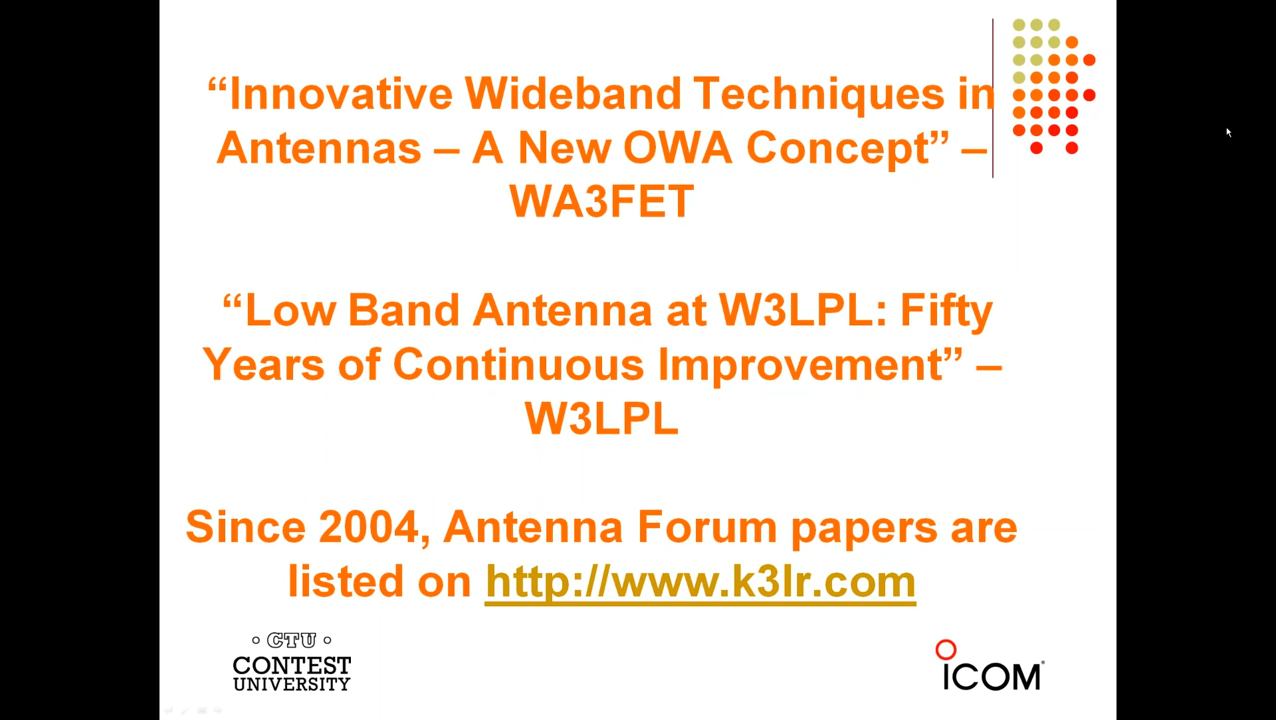 “Innovative Wideband Techniques in
Antennas – A New OWA Concept” –
WA3FET
“Low Band Antenna at W3LPL: Fifty
Years of Continuous Improvement” –
W3LPL
Since 2004, Antenna Forum papers are
listed on http://www.k3lr.com
· CTU ·
CONTEST
UNIVERSITY
ICOM®